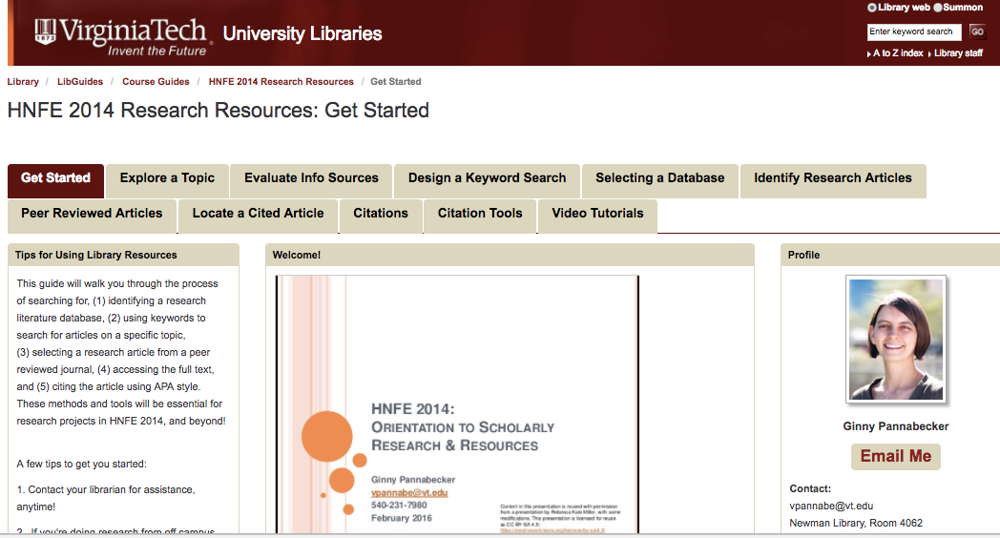 Library web Summon
VirginiaTech
1872
Invent the Future
University Libraries
Enter keyword search GO
A to Z index Library staff
Library / LibGuides / Course Guides / HNFE 2014 Research Resources / Get Started
HNFE 2014 Research Resources: Get Started
Get Started Explore a Topic Evaluate Info Sources Design a Keyword Search Selecting a Database Identify Research Articles
Peer Reviewed Articles Locate a Cited Article Citations Citation Tools Video Tutorials
Tips for Using Library Resources
This guide will walk you through the process
of searching for, (1) identifying a research
literature database, (2) using keywords to
search for articles on a specific topic,
(3) selecting a research article from a peer
reviewed journal, (4) accessing the full text,
and (5) citing the article using APA style.
These methods and tools will be essential for
research projects in HNFE 2014, and beyond!
A few tips to get you started:
1. Contact your librarian for assistance,
anytime!
2. If you're doing research from off campus
Welcome!
HNFE 2014:
ORIENTATION TO SCHOLARLY
RESEARCH & RESOURCES
Ginny Pannabecker
vpannabe@vt.edu
540-231-7980
February 2016
Content in this presentation is reused with permission
from a presentation by Rebecca Kate Miller, with some
modifications. This presentation is licensed for reuse
as CC BY-SA 4.0:
Profile
Ginny Pannabecker
Email Me
Contact:
vpannabe@vt.edu
Newman Library, Room 4062